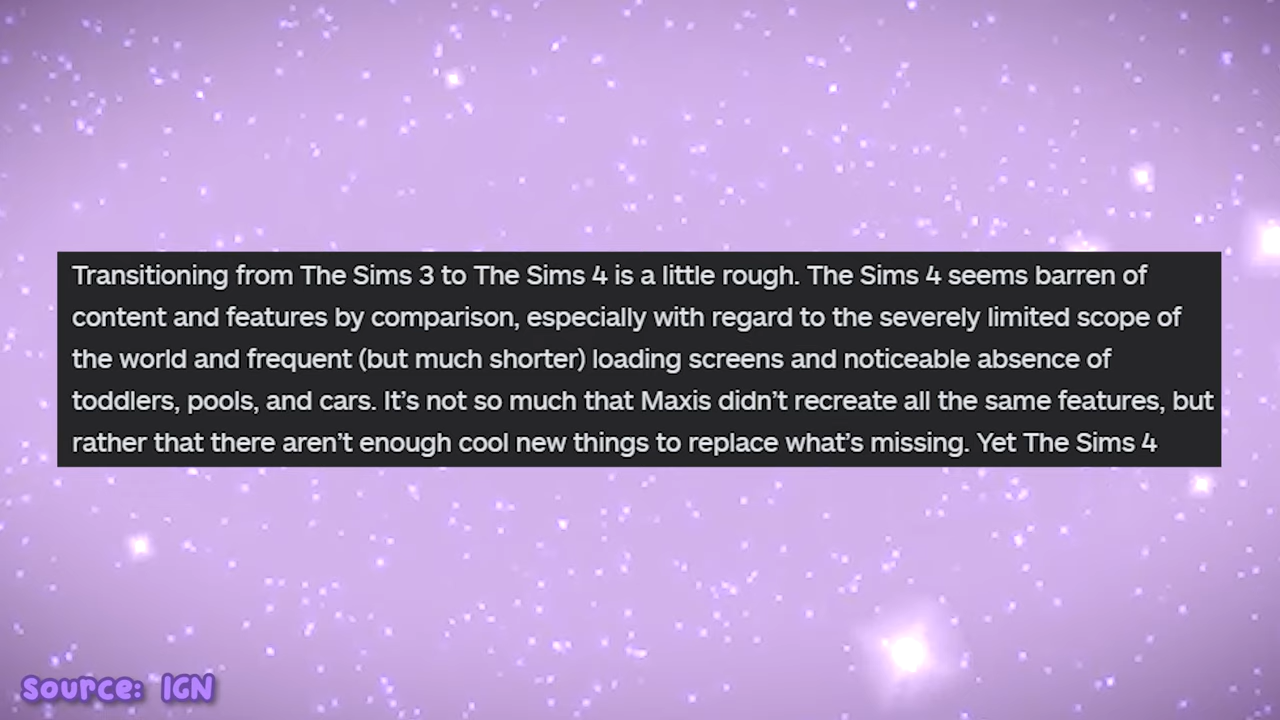 Transitioning from The Sims 3 to The Sims 4 is a little rough. The Sims 4 seems barren of
content and features by comparison, especially with regard to the severely limited scope of
the world and frequent (but much shorter) loading screens and noticeable absence of
toddlers, pools, and cars. It’s not so much that Maxis didn’t recreate all the same features, but
rather that there aren’t enough cool new things to replace what’s missing. Yet The Sims 4
Source: IGN